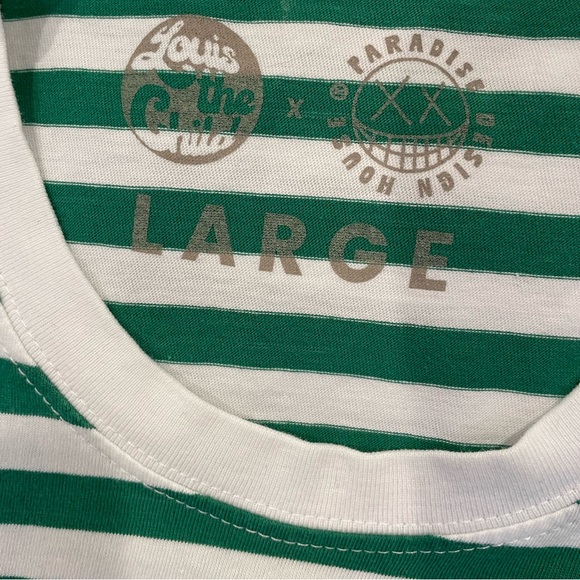 Louis
the
Child
x
PARADISE DESIGN HOUSE
LARGE